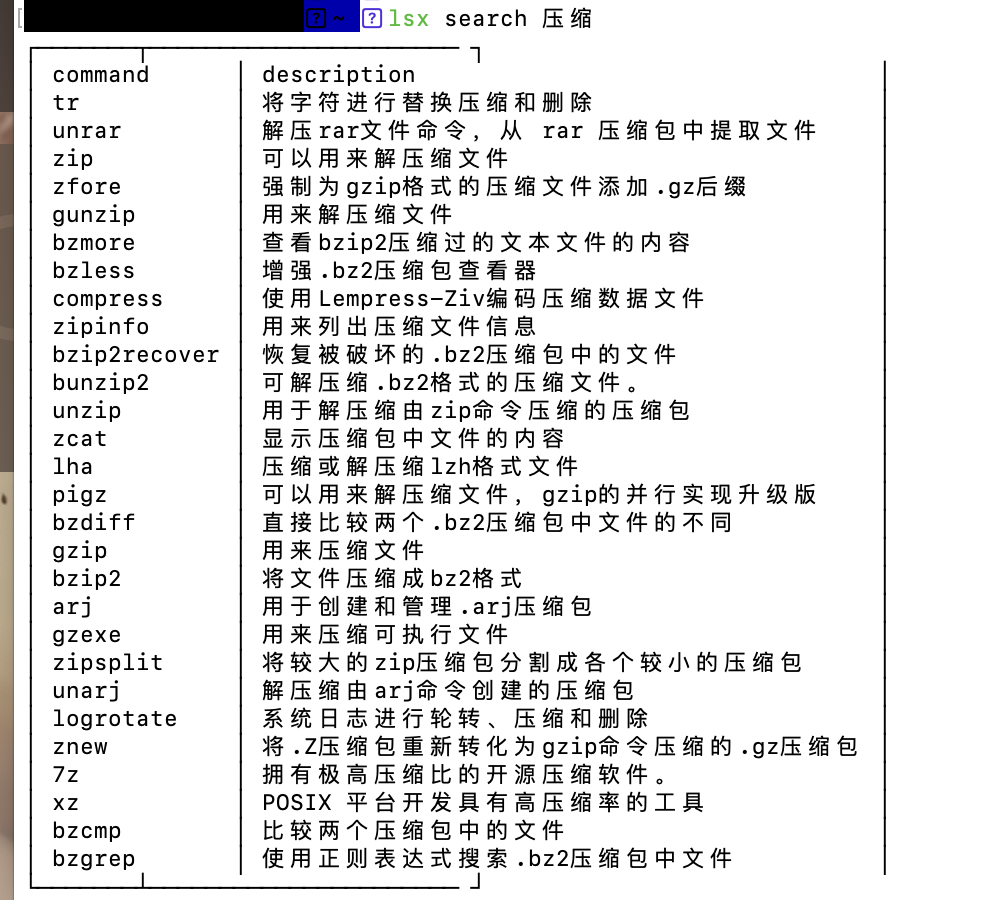 ~ lsx search 压缩
command description
tr 将字符进行替换压缩和删除
unrar 解压rar文件命令，从 rar 压缩包中提取文件
zip 可以用来解压缩文件
zfore 强制为gzip格式的压缩文件添加.gz后缀
gunzip 用来解压缩文件
bzmore 查看bzip2压缩过的文本文件的内容
bzless 增强.bz2压缩包查看器
compress 使用Lempress-Ziv编码压缩数据文件
zipinfo 用来列出压缩文件信息
bzip2recover 恢复被破坏的.bz2压缩包中的文件
bunzip2 可解压缩.bz2格式的压缩文件。
unzip 用于解压缩由zip命令压缩的压缩包
zcat 显示压缩包中文件的内容
lha 压缩或解压缩lzh格式文件
pigz 可以用来解压缩文件，gzip的并行实现升级版
bzdiff 直接比较两个.bz2压缩包中文件的不同
gzip 用来压缩文件
bzip2 将文件压缩成bz2格式
arj 用于创建和管理.arj压缩包
gzexe 用来压缩可执行文件
zipsplit 将较大的zip压缩包分割成各个较小的压缩包
unarj 解压缩由arj命令创建的压缩包
logrotate 系统日志进行轮转、压缩和删除
znew 将.Z压缩包重新转化为gzip命令压缩的.gz压缩包
7z 拥有极高压缩比的开源压缩软件。
xz POSIX 平台开发具有高压缩率的工具
bzcmp 比较两个压缩包中的文件
bzgrep 使用正则表达式搜索.bz2压缩包中文件